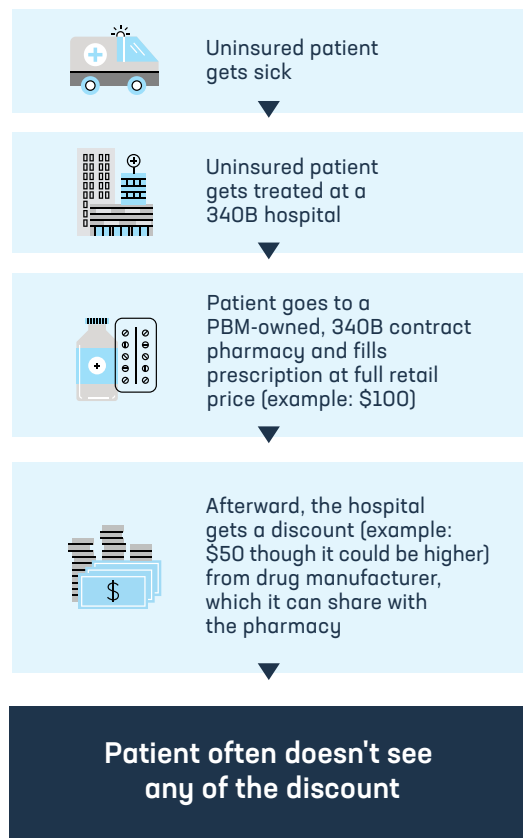 Uninsured patient
gets sick
Uninsured patient
gets treated at a
340B hospital
Patient goes to a
PBM-owned, 340B contract
pharmacy and fills
prescription at full retail
price (example: $100)
Afterward, the hospital
gets a discount (example:
$50 though it could be higher)
from drug manufacturer,
which it can share with
the pharmacy
$
Patient often doesn't see
any of the discount